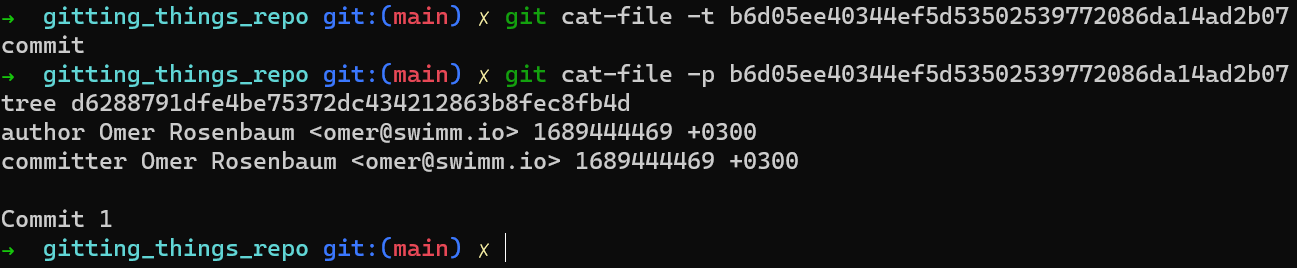 → gitting_things_repo git:(main) ✗ git cat-file -t b6d05ee40344ef5d53502539772086da14ad2b07
commit
→ gitting_things_repo git:(main) ✗ git cat-file -p b6d05ee40344ef5d53502539772086da14ad2b07
tree d6288791dfe4be75372dc434212863b8fec8fb4d
author Omer Rosenbaum <omer@swimm.io> 1689444469 +0300
committer Omer Rosenbaum <omer@swimm.io> 1689444469 +0300
Commit 1
→ gitting_things_repo git:(main) ✗